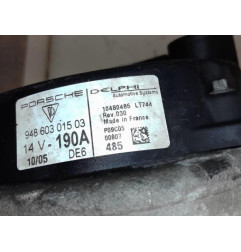 PORSCHE DELPHI
Automotive Systems
948 603 015 03
14 V - 190A
10/05 DE6
10480485 LT744
Rev.030
Made in France
P09C05
00807
485